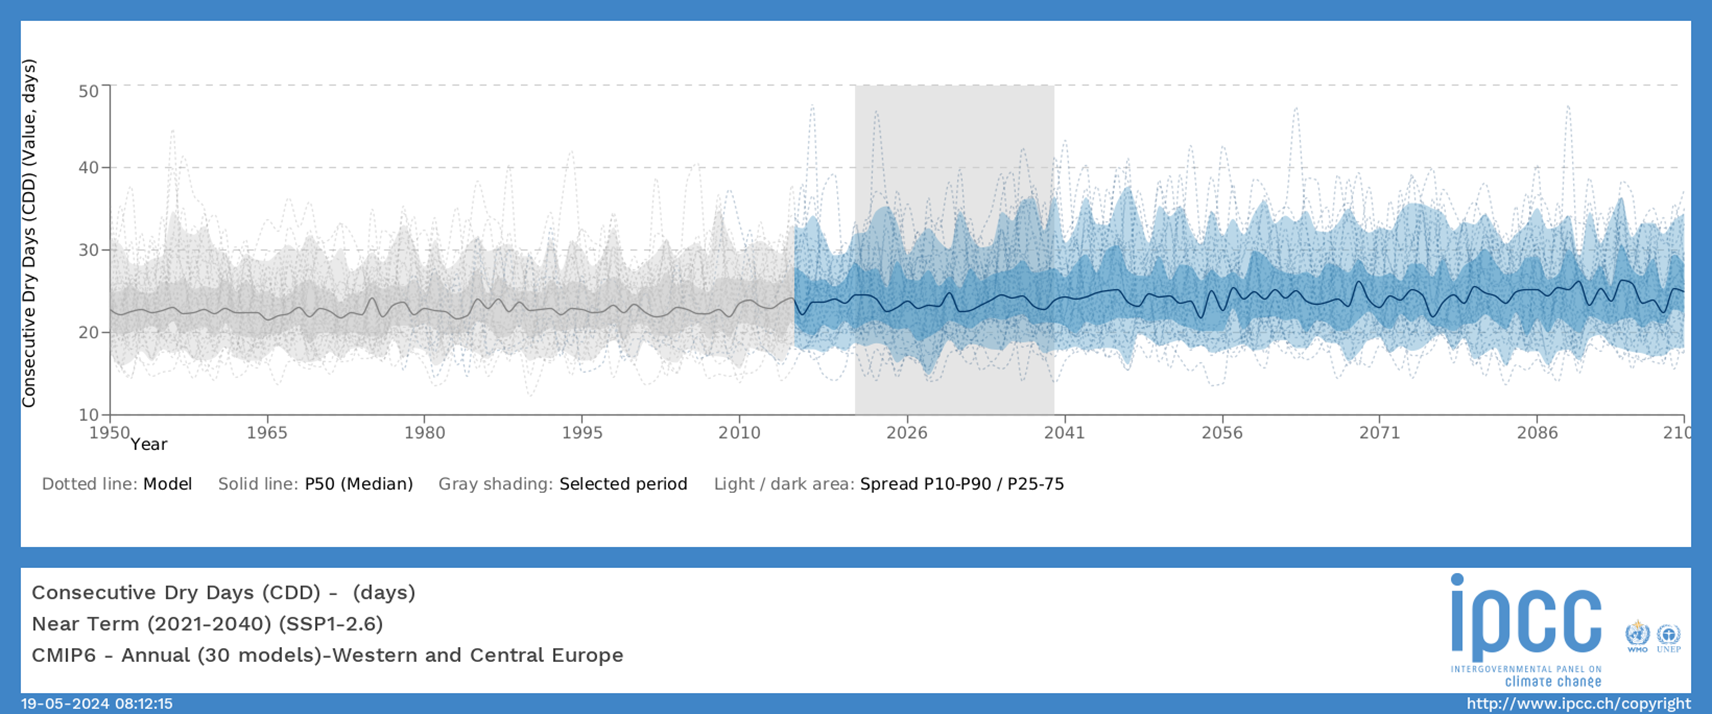 Consecutive Dry Days (CDD) (Value, days)
50
40
30
20
10
1950 1965 1980 1995 2010 2026 2041 2056 2071 2086 210
Year
Dotted line: Model Solid line: P50 (Median) Gray shading: Selected period Light / dark area: Spread P10-P90 / P25-75
Consecutive Dry Days (CDD) - (days)
Near Term (2021-2040) (SSP1-2.6)
CMIP6 - Annual (30 models)-Western and Central Europe
ipcc
INTERGOVERNMENTAL PANEL ON
climate change
WMO UNEP
19-05-2024 08:12:15 http://www.ipcc.ch/copyright